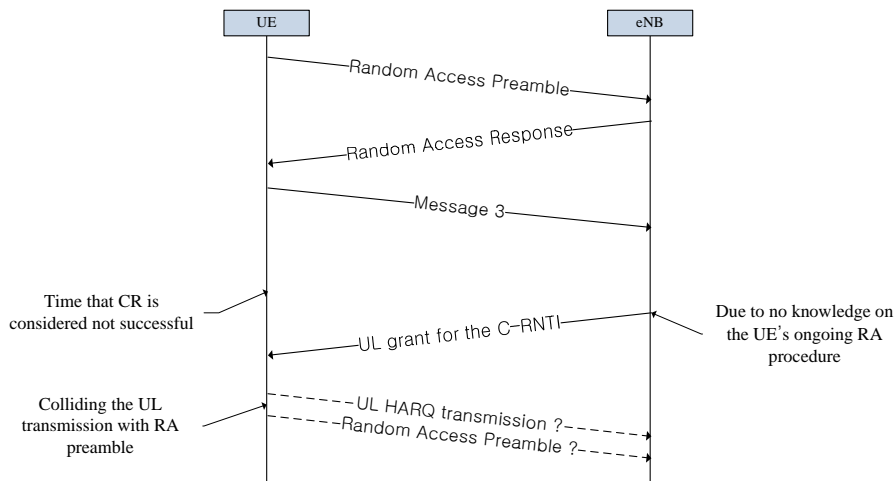 UE
eNB
Random Access Preamble
Random Access Response
Message 3
Time that CR is
considered not successful
UL grant for the C-RNTI
Due to no knowledge on
the UE's ongoing RA
procedure
Colliding the UL
transmission with RA
preamble
UL HARQ transmission ?
Random Access Preamble ?